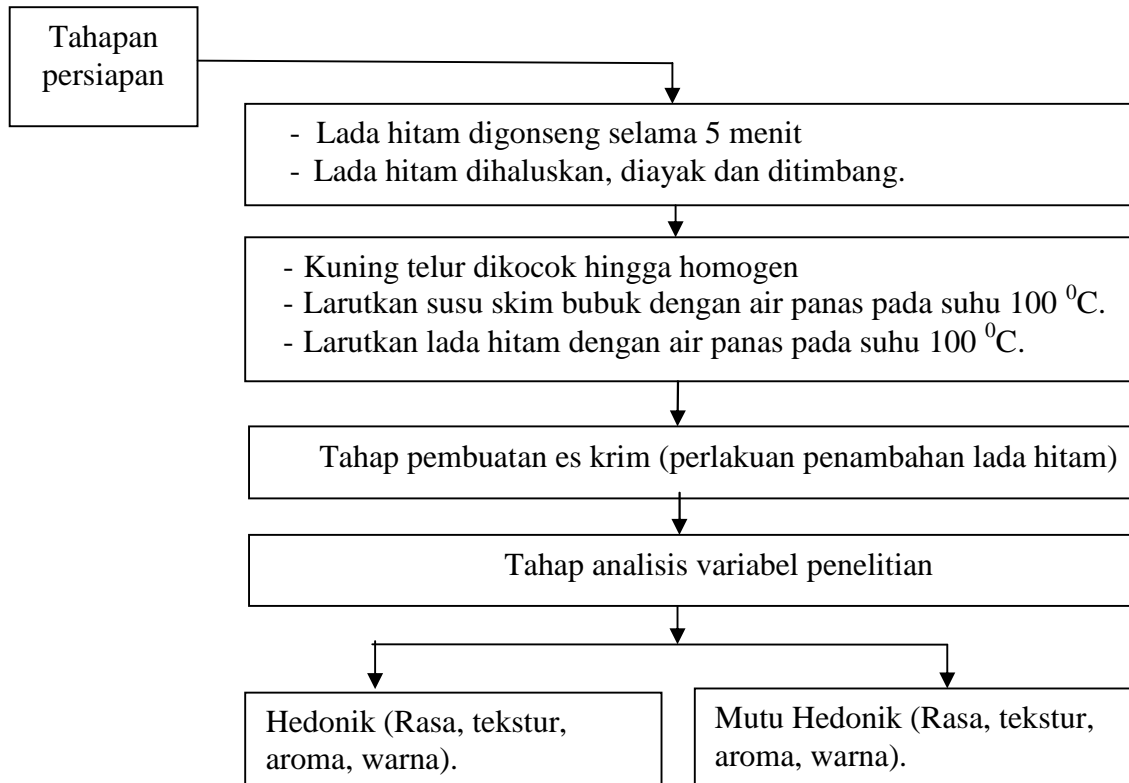 Tahapan
persiapan
- Lada hitam digonseng selama 5 menit
- Lada hitam dihaluskan, diayak dan ditimbang.
- Kuning telur dikocok hingga homogen
- Larutkan susu skim bubuk dengan air panas pada suhu 100 ⁰C.
- Larutkan lada hitam dengan air panas pada suhu 100 ⁰C.
Tahap pembuatan es krim (perlakuan penambahan lada hitam)
Tahap analisis variabel penelitian
Hedonik (Rasa, tekstur,
aroma, warna).
Mutu Hedonik (Rasa, tekstur,
aroma, warna).